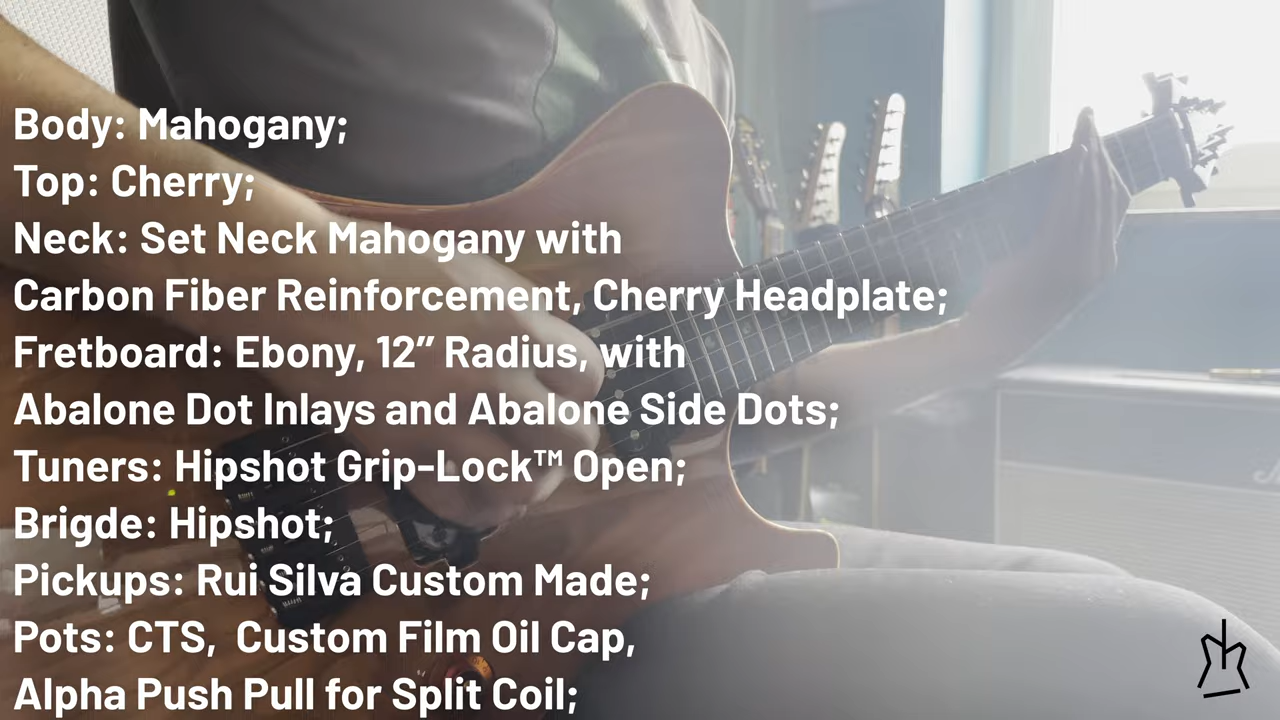 Body: Mahogany;
Top: Cherry;
Neck: Set Neck Mahogany with
Carbon Fiber Reinforcement, Cherry Headplate;
Fretboard: Ebony, 12” Radius, with
Abalone Dot Inlays and Abalone Side Dots;
Tuners: Hipshot Grip-Lock™ Open;
Brigde: Hipshot;
Pickups: Rui Silva Custom Made;
Pots: CTS,  Custom Film Oil Cap,
Alpha Push Pull for Split Coil;